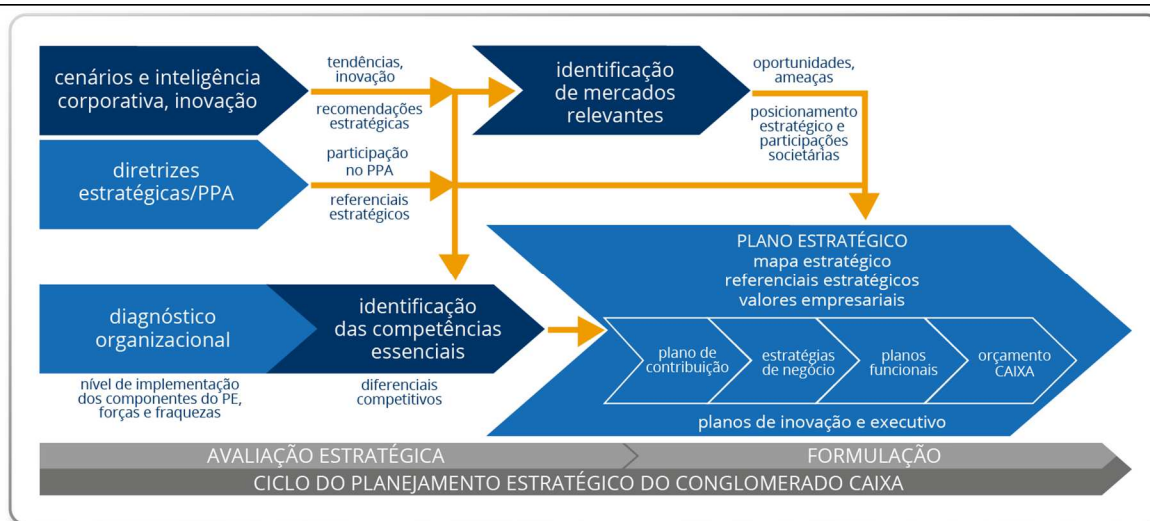 cenários e inteligência
corporativa, inovação
tendências,
inovação
recomendações
estratégicas
identificação
de mercados
relevantes
oportunidades,
ameaças
posicionamento
estratégico e
participações
societárias
diretrizes
estratégicas/PPA
participação
no PPA
referenciais
estratégicos
diagnóstico
organizacional
nível de implementação
dos componentes do PE,
forças e fraquezas
identificação
das competências
essenciais
diferenciais
competitivos
PLANO ESTRATÉGICO
mapa estratégico
referenciais estratégicos
valores empresariais
plano de
contribuição
estratégias
de negócio
planos
funcionais
orçamento
CAIXA
planos de inovação e executivo
AVALIAÇÃO ESTRATÉGICA
FORMULAÇÃO
CICLO DO PLANEJAMENTO ESTRATÉGICO DO CONGLOMERADO CAIXA